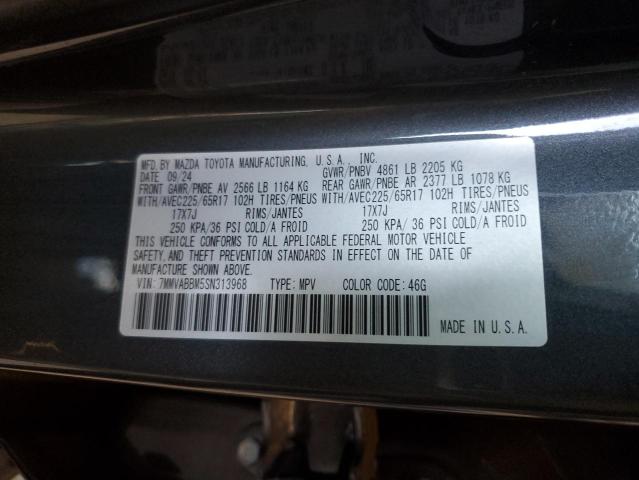 MFD. BY MAZDA TOYOTA MANUFACTURING, U.S.A., INC.
DATE 09/24 GVWR/PNBV 4861 LB 2205 KG
FRONT GAWR/PNBE AV 2566 LB 1164 KG REAR GAWR/PNBE AR 2377 LB 1078 KG
WITH/AVEC225/65R17 102H TIRES/PNEUS WITH/AVEC225/65R17 102H TIRES/PNEUS
17X7J RIMS/JANTES 17X7J RIMS/JANTES
250 KPA/36 PSI COLD/A FROID 250 KPA/ 36 PSI COLD/A FROID
THIS VEHICLE CONFORMS TO ALL APPLICABLE FEDERAL MOTOR VEHICLE
SAFETY, AND THEFT PREVENTION STANDARDS IN EFFECT ON THE DATE OF
MANUFACTURE SHOWN ABOVE.
VIN: 7MMVABBM5SN313968 TYPE: MPV COLOR CODE: 46G
MADE IN U.S.A.